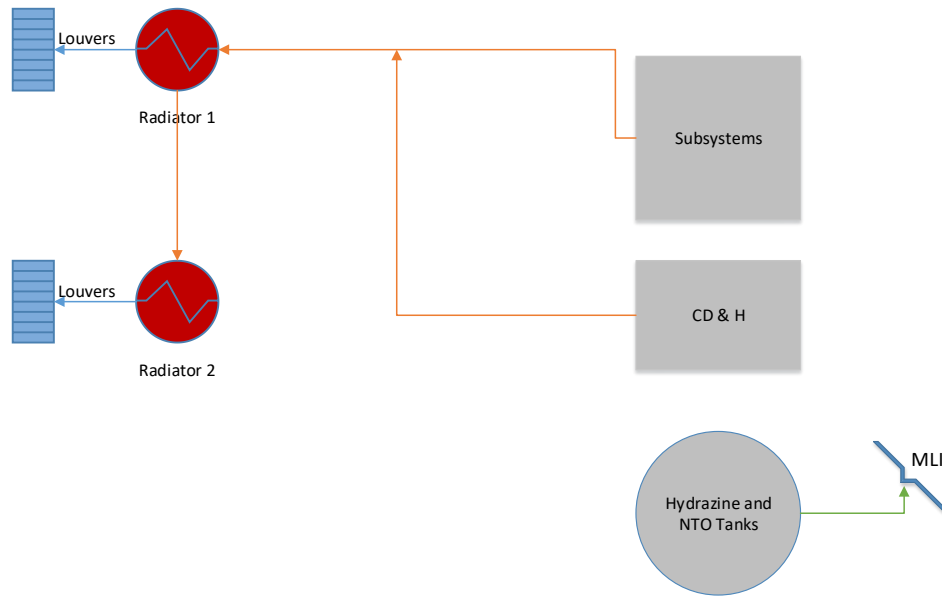 Louvers
Radiator 1
Subsystems
Louvers
Radiator 2
CD & H
MLI
Hydrazine and
NTO Tanks